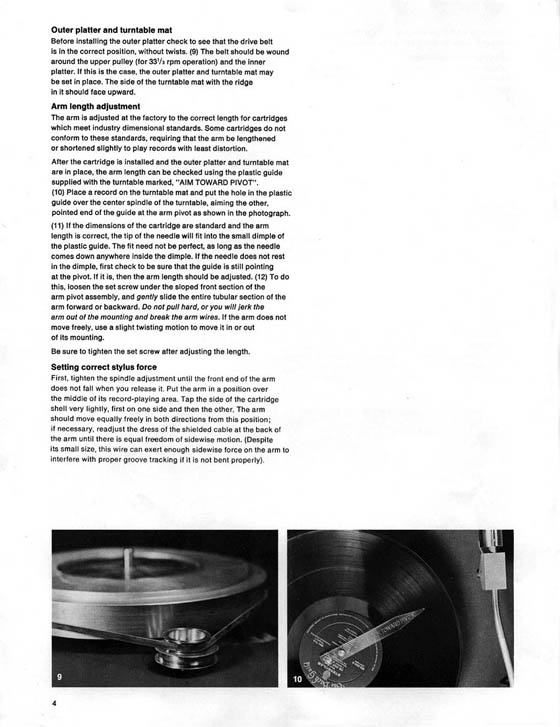 Outer platter and turntable mat
Before installing the outer platter check to see that the drive belt
is in the correct position, without twists. (9) The belt should be wound
around the upper pulley (for 33¹/₃ rpm operation) and the inner
platter. If this is the case, the outer platter and turntable mat may
be set in place. The side of the turntable mat with the ridge
in it should face upward.
Arm length adjustment
The arm is adjusted at the factory to the correct length for cartridges
which meet industry dimensional standards. Some cartridges do not
conform to these standards, requiring that the arm be lengthened
or shortened slightly to play records with least distortion.
After the cartridge is installed and the outer platter and turntable mat
are in place, the arm length can be checked using the plastic guide
supplied with the turntable marked, "AIM TOWARD PIVOT".
(10) Place a record on the turntable mat and put the hole in the plastic
guide over the center spindle of the turntable, aiming the other,
pointed end of the guide at the arm pivot as shown in the photograph.
(11) If the dimensions of the cartridge are standard and the arm
length is correct, the tip of the needle will fit into the small dimple of
the plastic guide. The fit need not be perfect, as long as the needle
comes down anywhere inside the dimple. If the needle does not rest
in the dimple, first check to be sure that the guide is still pointing
at the pivot. If it is, then the arm length should be adjusted. (12) To do
this, loosen the set screw under the sloped front section of the
arm pivot assembly, and gently slide the entire tubular section of the
arm forward or backward. Do not pull hard, or you will jerk the
arm out of the mounting and break the arm wires. If the arm does not
move freely, use a slight twisting motion to move it in or out
of its mounting.
Be sure to tighten the set screw after adjusting the length.
Setting correct stylus force
First, tighten the spindle adjustment until the front end of the arm
does not fall when you release it. Put the arm in a position over
the middle of its record-playing area. Tap the side of the cartridge
shell very lightly, first on one side and then the other. The arm
should move equally freely in both directions from this position;
if necessary, readjust the dress of the shielded cable at the back of
the arm until there is equal freedom of sidewise motion. (Despite
its small size, this wire can exert enough sidewise force on the arm to
interfere with proper groove tracking if it is not bent properly).
TOWARD PIVOT
9
10
4